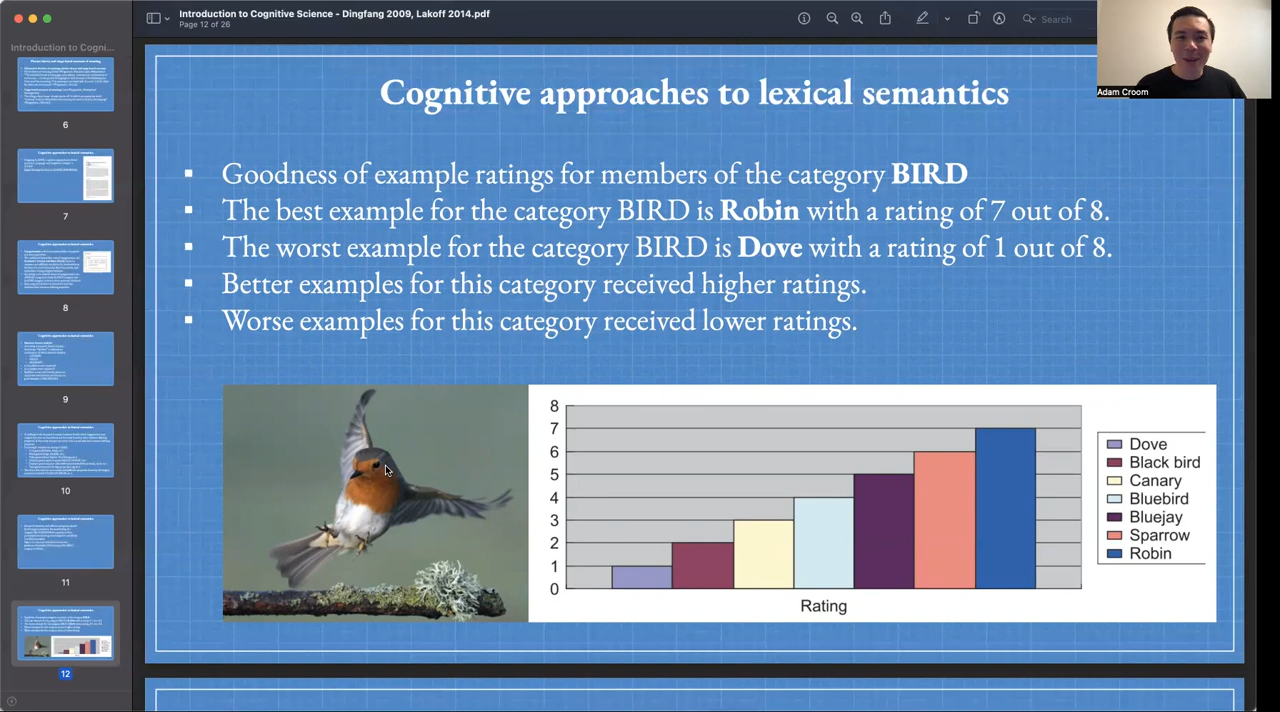 Introduction to Cognitive Science - Dingfang 2009, Lakoff 2014.pdf
Page 12 of 26
Search
Adam Croom
Introduction to Cogni...
6
7
8
9
10
11
12
Cognitive approaches to lexical semantics
▪ Goodness of example ratings for members of the category BIRD
▪ The best example for the category BIRD is Robin with a rating of 7 out of 8.
▪ The worst example for the category BIRD is Dove with a rating of 1 out of 8.
▪ Better examples for this category received higher ratings.
▪ Worse examples for this category received lower ratings.
8
7
6
5
4
3
2
1
0
Rating
Dove
Black bird
Canary
Bluebird
Bluejay
Sparrow
Robin